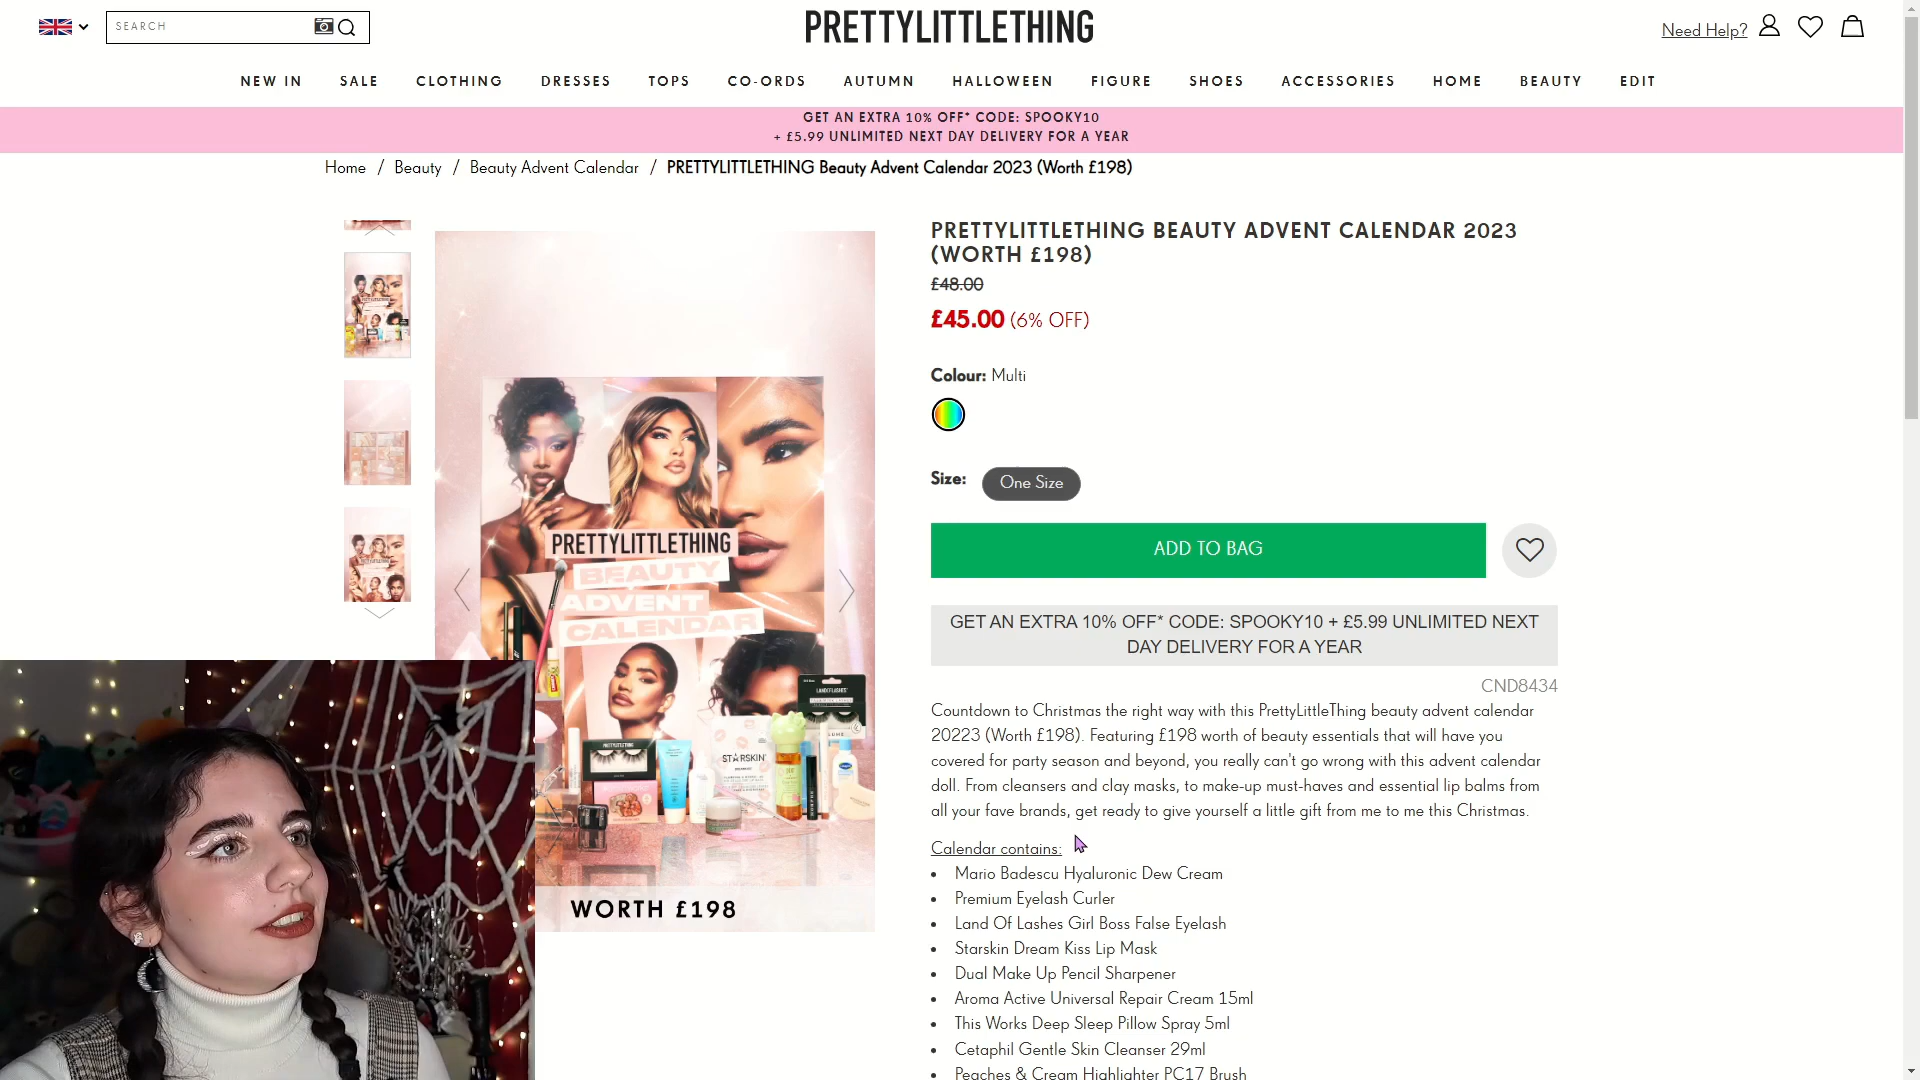 SEARCH
PRETTYLITTLETHING
Need Help?
NEW IN SALE CLOTHING DRESSES TOPS CO-ORDS AUTUMN HALLOWEEN FIGURE SHOES ACCESSORIES HOME BEAUTY EDIT
GET AN EXTRA 10% OFF* CODE: SPOOKY10
+ £5.99 UNLIMITED NEXT DAY DELIVERY FOR A YEAR
Home / Beauty / Beauty Advent Calendar / PRETTYLITTLETHING Beauty Advent Calendar 2023 (Worth £198)
PRETTYLITTLETHING
BEAUTY
ADVENT
CALENDAR
LANDOFLASHES
PRETTYLITTLETHING
STARSKIN
WORTH £198
PRETTYLITTLETHING BEAUTY ADVENT CALENDAR 2023
(WORTH £198)
£48.00
£45.00 (6% OFF)
Colour: Multi
Size: One Size
ADD TO BAG
GET AN EXTRA 10% OFF* CODE: SPOOKY10 + £5.99 UNLIMITED NEXT
DAY DELIVERY FOR A YEAR
CND8434
Countdown to Christmas the right way with this PrettyLittleThing beauty advent calendar
20223 (Worth £198). Featuring £198 worth of beauty essentials that will have you
covered for party season and beyond, you really can't go wrong with this advent calendar
doll. From cleansers and clay masks, to make-up must-haves and essential lip balms from
all your fave brands, get ready to give yourself a little gift from me to me this Christmas.
Calendar contains:
• Mario Badescu Hyaluronic Dew Cream
• Premium Eyelash Curler
• Land Of Lashes Girl Boss False Eyelash
• Starskin Dream Kiss Lip Mask
• Dual Make Up Pencil Sharpener
• Aroma Active Universal Repair Cream 15ml
• This Works Deep Sleep Pillow Spray 5ml
• Cetaphil Gentle Skin Cleanser 29ml
• Peaches & Cream Highlighter PC17 Brush